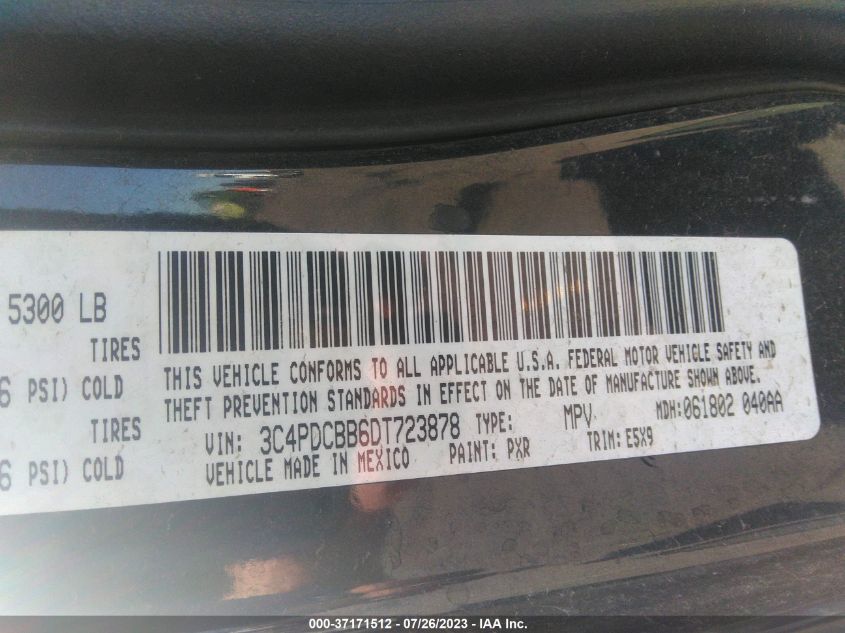 5300 LB
TIRES
6 PSI) COLD
TIRES
6 PSI) COLD
THIS VEHICLE CONFORMS TO ALL APPLICABLE U.S.A. FEDERAL MOTOR VEHICLE SAFETY AND
THEFT PREVENTION STANDARDS IN EFFECT ON THE DATE OF MANUFACTURE SHOWN ABOVE.
VIN: 3C4PDCBB6DT723878 TYPE: MPV MDH:061802 040AA
VEHICLE MADE IN MEXICO PAINT: PXR TRIM: E5X9
000-37171512 - 07/26/2023 - IAA Inc.